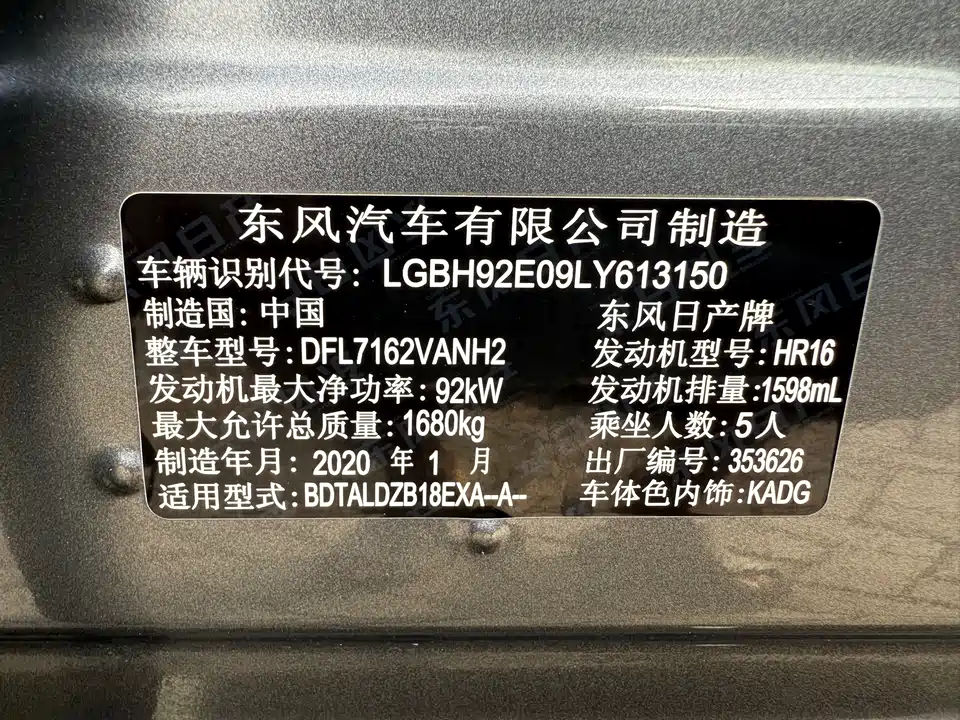 东风汽车有限公司制造
车辆识别代号: LGBH92E09LY613150
制造国: 中国 东风日产牌
整车型号: DFL7162VANH2 发动机型号: HR16
发动机最大净功率: 92kW 发动机排量: 1598mL
最大允许总质量: 1680kg 乘坐人数: 5人
制造年月: 2020 年 1 月 出厂编号: 353626
适用型式: BDTALDZB18EXA--A-- 车体色内饰: KADG